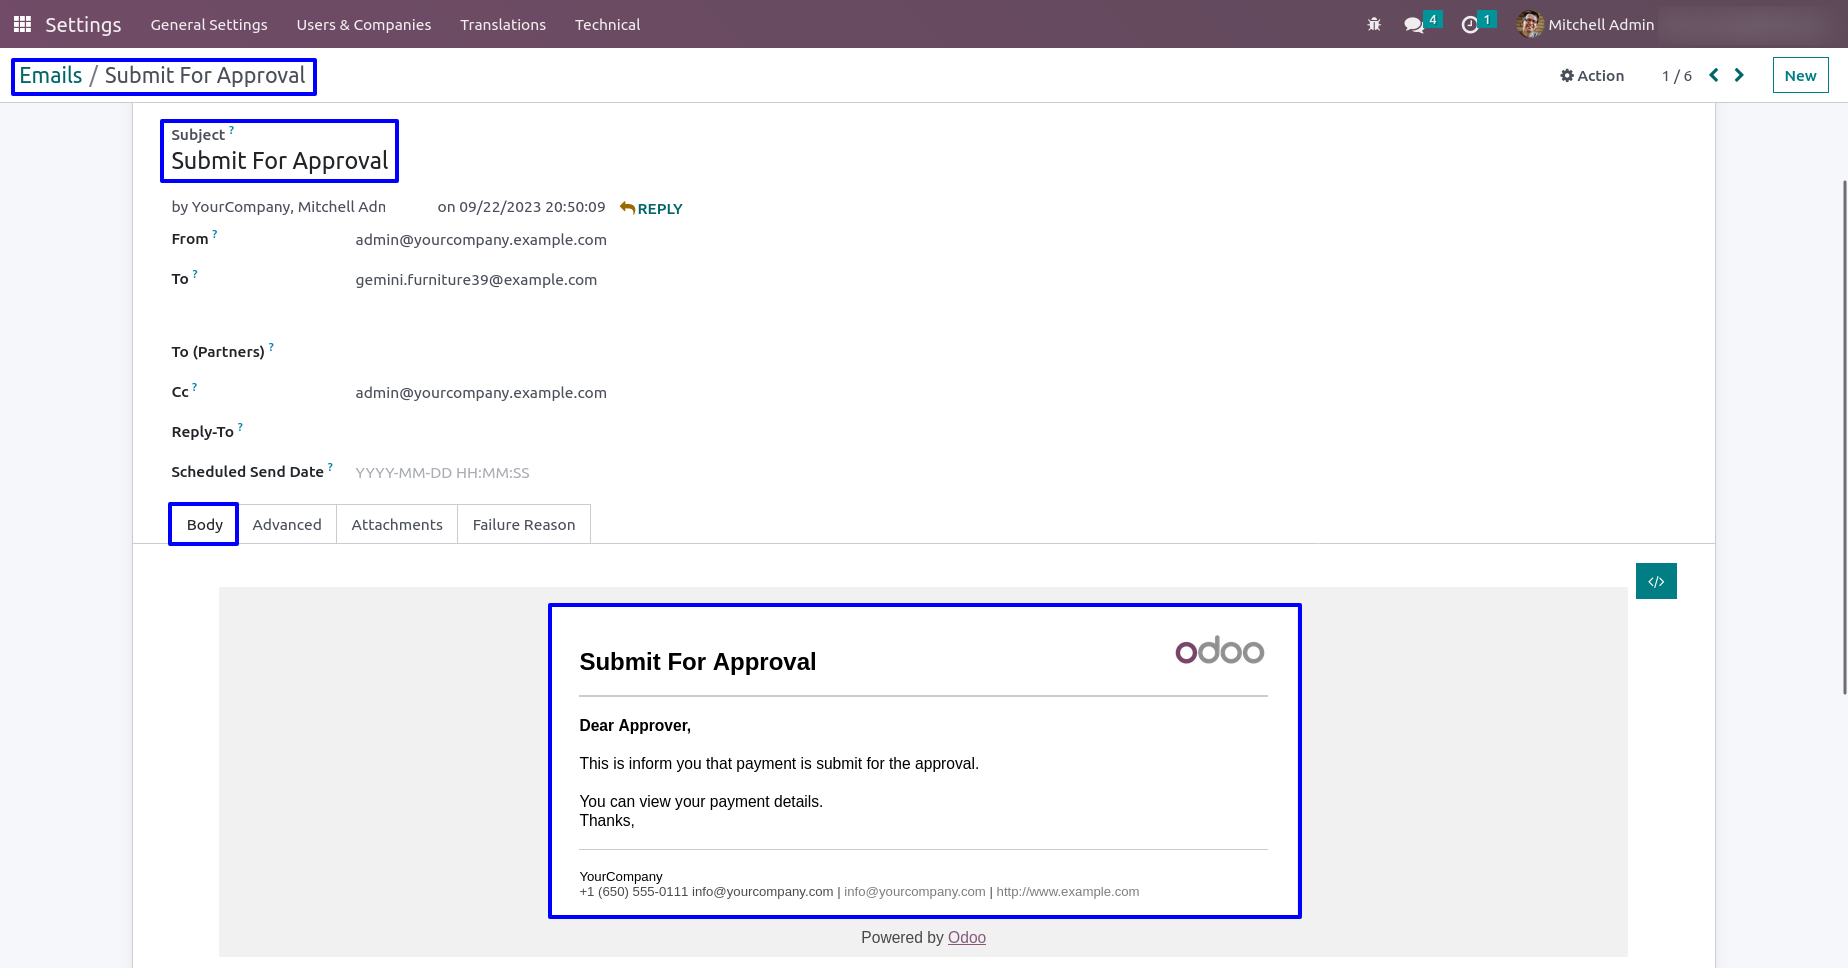 Settings General Settings Users & Companies Translations Technical 4 1 Mitchell Admin
Emails / Submit For Approval Action 1 / 6 New
Subject ?
Submit For Approval
by YourCompany, Mitchell Adm on 09/22/2023 20:50:09 REPLY
From ? admin@yourcompany.example.com
To ? gemini.furniture39@example.com
To (Partners) ?
Cc ? admin@yourcompany.example.com
Reply-To ?
Scheduled Send Date ? YYYY-MM-DD HH:MM:SS
Body Advanced Attachments Failure Reason
</>
Submit For Approval odoo
Dear Approver,
This is inform you that payment is submit for the approval.
You can view your payment details.
Thanks,
YourCompany
+1 (650) 555-0111 info@yourcompany.com | info@yourcompany.com | http://www.example.com
Powered by Odoo